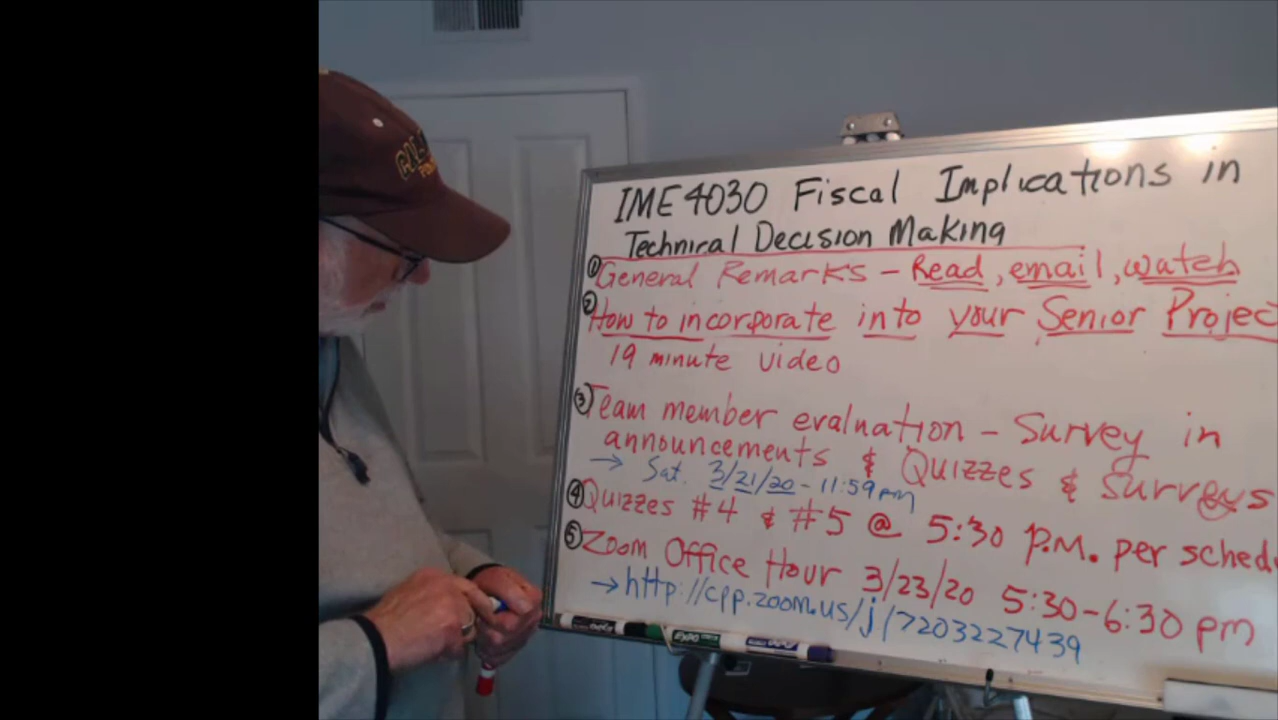 IME 4030 Fiscal Implications in
Technical Decision Making
① General Remarks - Read, email, watch
② How to incorporate into your Senior Projec
19 minute video
③ Team member evaluation - Survey in
announcements & Quizzes & Surveys
→ Sat. 3/21/20 - 11:59 pm
④ Quizzes #4 & #5 @ 5:30 P.M. per sched
⑤ Zoom Office Hour 3/23/20 5:30-6:30 pm
→ http://cpp.zoom.us/j/7203227439
EXPO